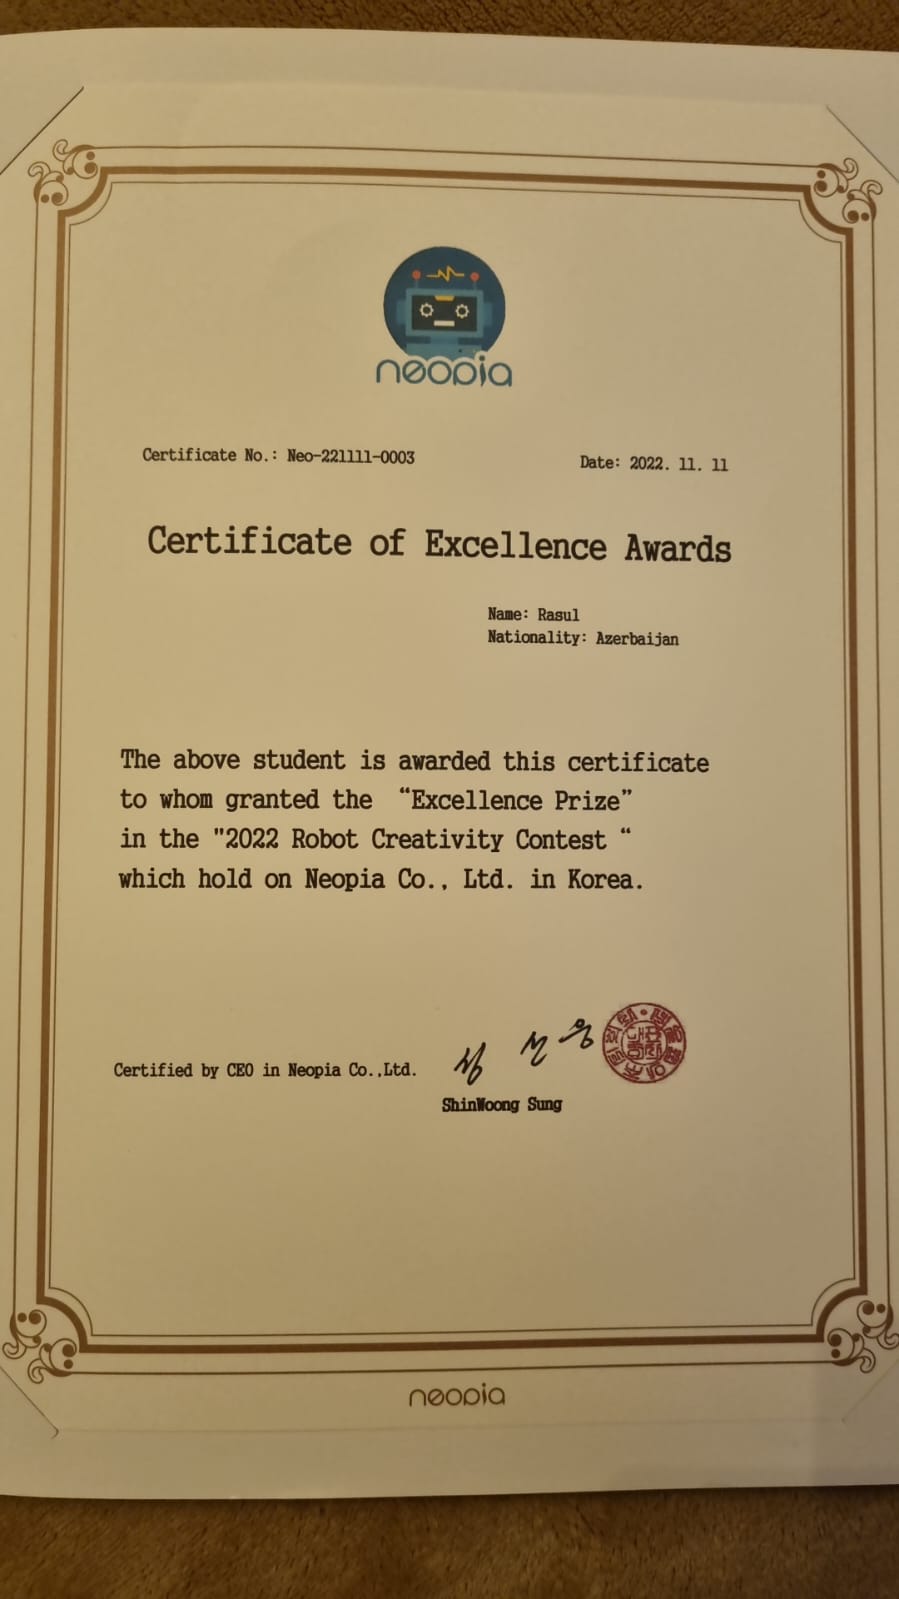 neopia
Certificate No.: Neo-221111-0003
Date: 2022. 11. 11
Certificate of Excellence Awards
Name: Rasul
Nationality: Azerbaijan
The above student is awarded this certificate
to whom granted the “Excellence Prize”
in the "2022 Robot Creativity Contest “
which hold on Neopia Co., Ltd. in Korea.
Certified by CEO in Neopia Co.,Ltd.
ShinWoong Sung
neopia